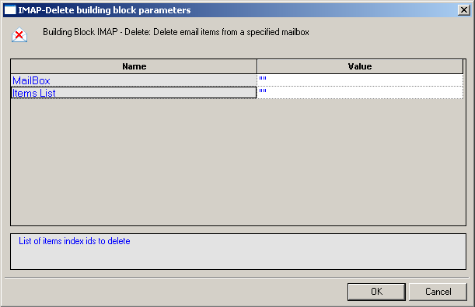 IMAP-Delete building block parameters
Building Block IMAP - Delete: Delete email items from a specified mailbox
Name Value
MailBox ""
Items List ""
List of items index ids to delete
OK Cancel